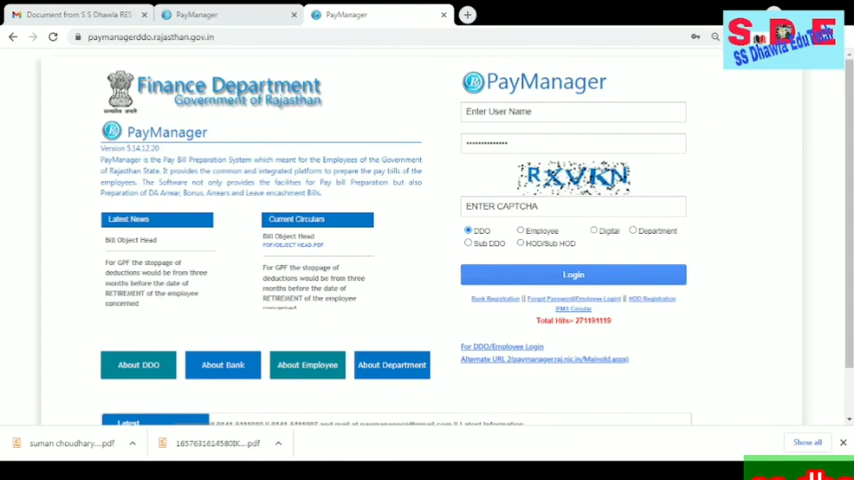 Document from S S Dhawla RES
PayManager
PayManager
paymanagerddo.rajasthan.gov.in
S D E
SS Dhawla EduTech
Finance Department
Government of Rajasthan
PayManager
Version 5.14.12.20
PayManager is the Pay Bill Preparation System which meant for the Employees of the Government
of Rajasthan State. It provides the common and integrated platform to prepare the pay bills of the
employees. The Software not only provides the facilities for Pay bill Preparation but also
Preparation of DA Arrear, Bonus, Arrears and Leave encashment Bills.
Latest News
Bill Object Head
For GPF the stoppage of
deductions would be from three
months before the date of
RETIREMENT of the employee
concerned
Current Circulars
Bill Object Head
PDF/OBJECT HEAD.PDF
For GPF the stoppage of
deductions would be from three
months before the date of
RETIREMENT of the employee
concerned
About DDO
About Bank
About Employee
About Department
PayManager
Enter User Name
RXVKN
ENTER CAPTCHA
DDO Employee Digital Department
Sub DDO HOD/Sub HOD
Login
Bank Registration || Forgot Password(Employee Login) || HOD Registration
IFMS Circular
Total Hits= 271191119
For DDO/Employee Login
Alternate URL 2(paymanager.raj.nic.in/Mainold.aspx)
Latest
|| Latest Information
suman choudhary....pdf
Show all